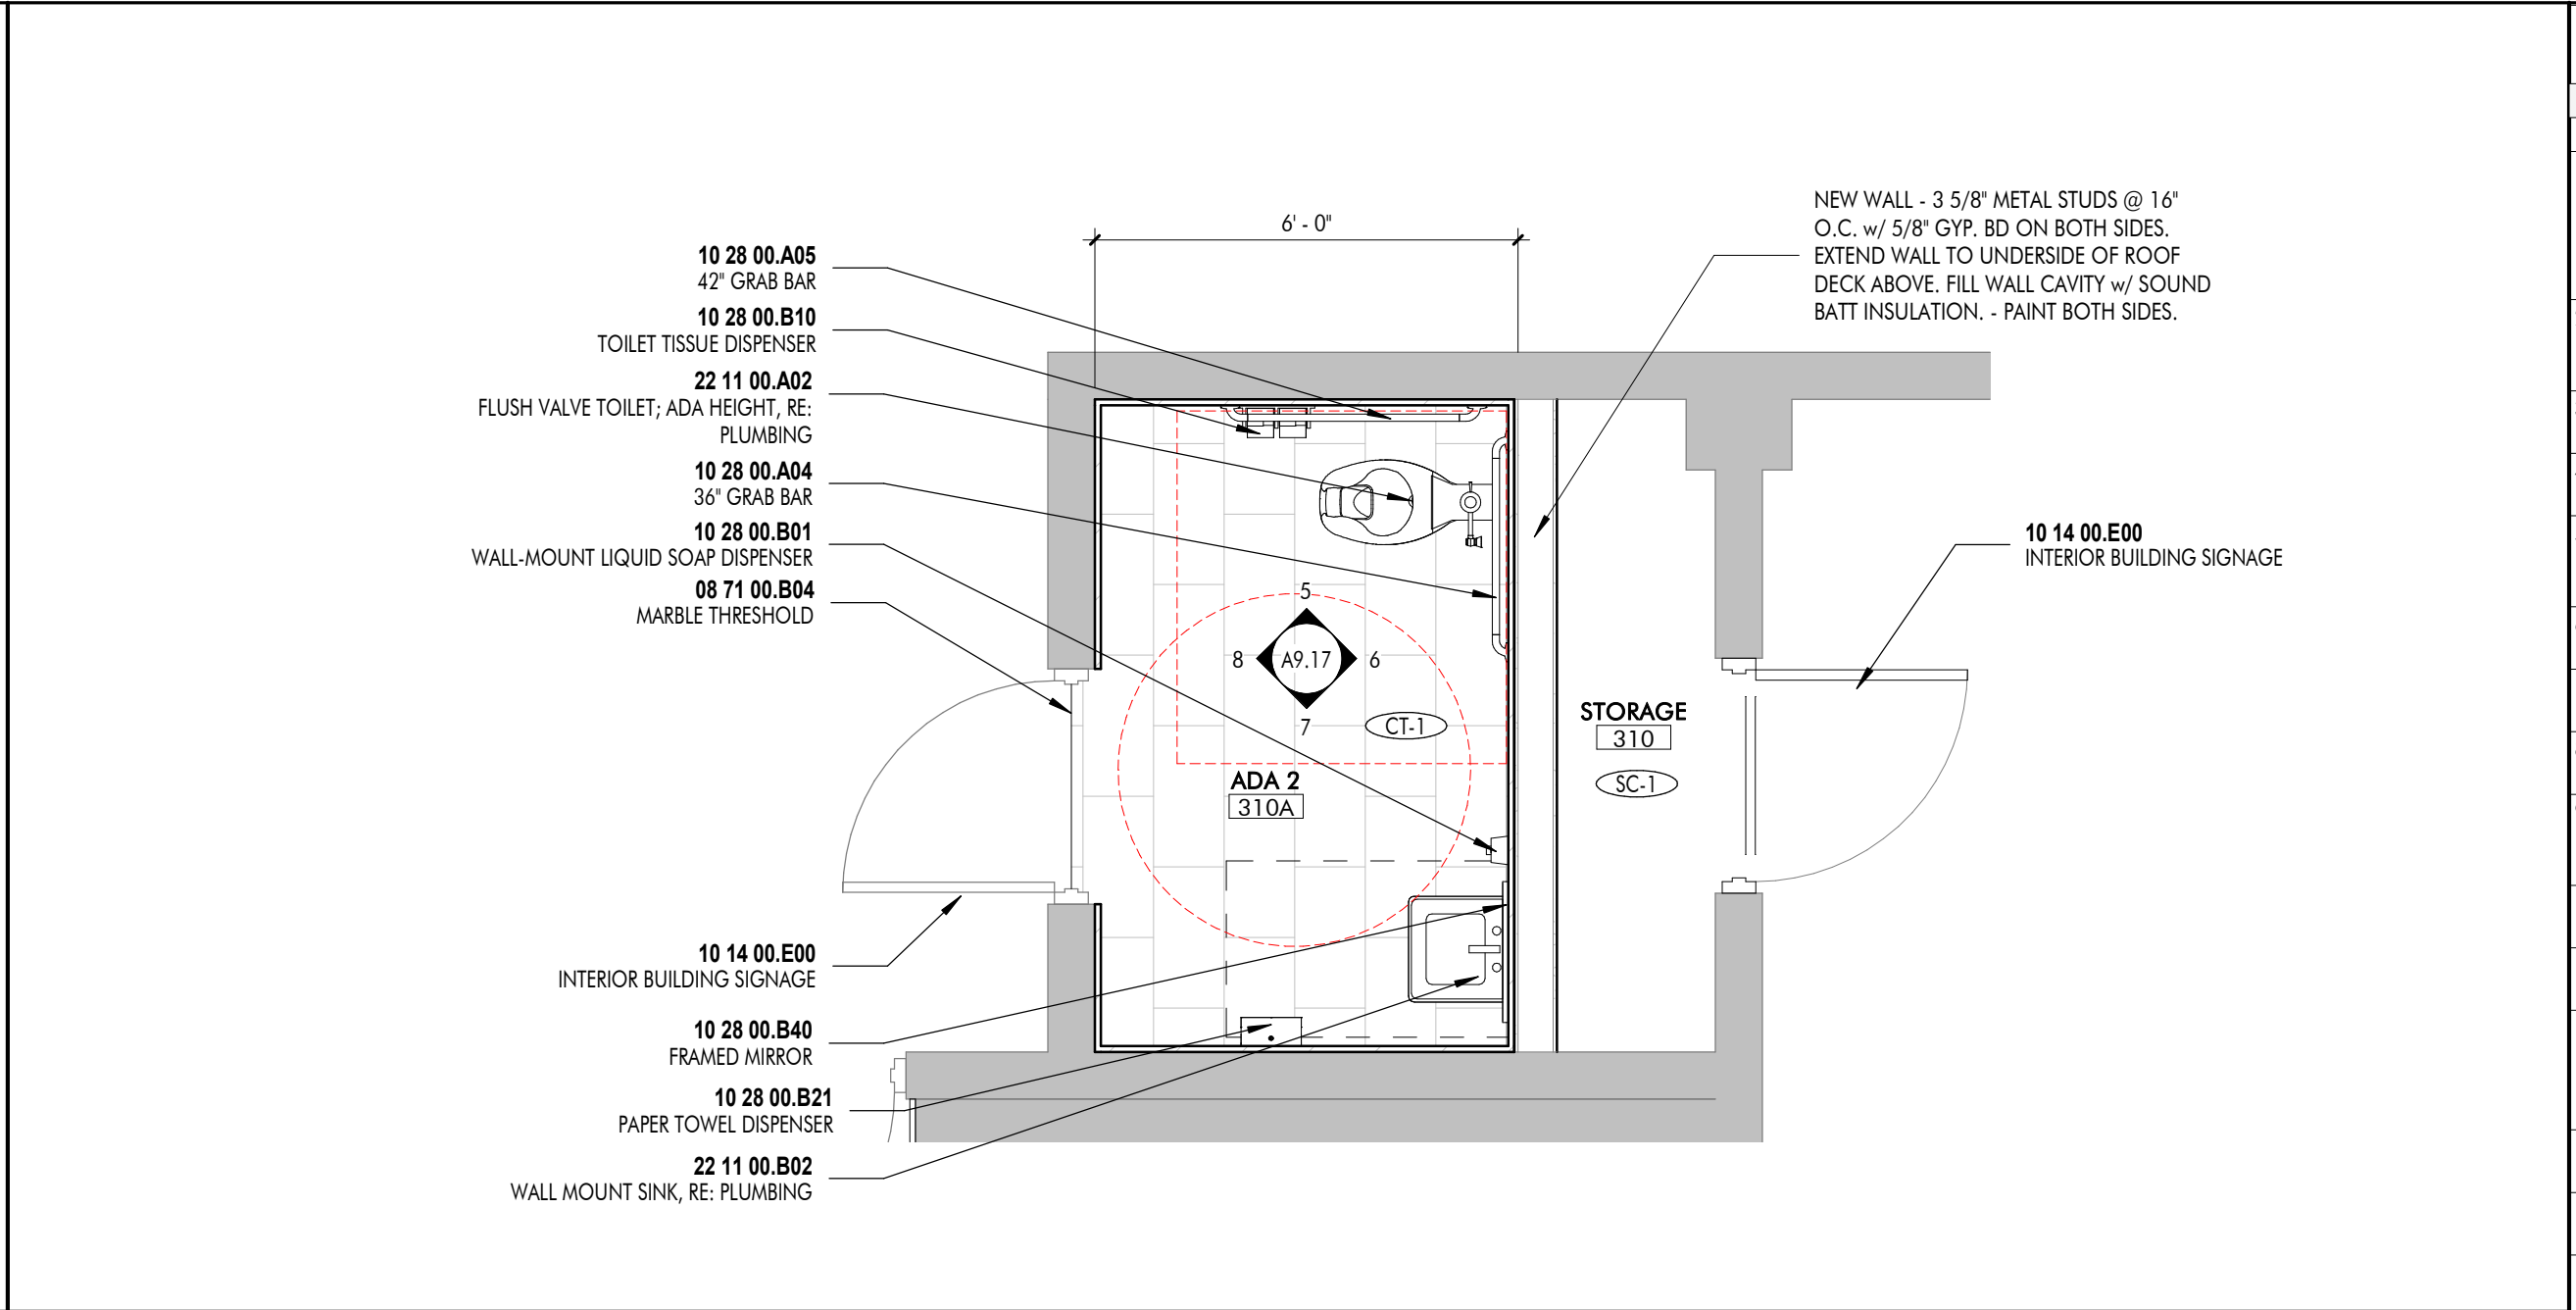 6' - 0"
10 28 00.A05
42" GRAB BAR
10 28 00.B10
TOILET TISSUE DISPENSER
22 11 00.A02
FLUSH VALVE TOILET; ADA HEIGHT, RE:
PLUMBING
10 28 00.A04
36" GRAB BAR
10 28 00.B01
WALL-MOUNT LIQUID SOAP DISPENSER
08 71 00.B04
MARBLE THRESHOLD
10 14 00.E00
INTERIOR BUILDING SIGNAGE
10 28 00.B40
FRAMED MIRROR
10 28 00.B21
PAPER TOWEL DISPENSER
22 11 00.B02
WALL MOUNT SINK, RE: PLUMBING
5
8 A9.17 6
7
CT-1
ADA 2
310A
STORAGE
310
SC-1
NEW WALL - 3 5/8" METAL STUDS @ 16"
O.C. w/ 5/8" GYP. BD ON BOTH SIDES.
EXTEND WALL TO UNDERSIDE OF ROOF
DECK ABOVE. FILL WALL CAVITY w/ SOUND
BATT INSULATION. - PAINT BOTH SIDES.
10 14 00.E00
INTERIOR BUILDING SIGNAGE